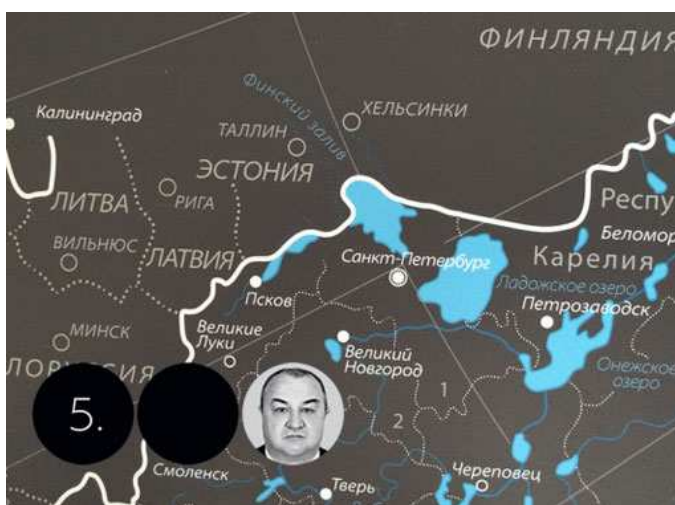 ФИНЛЯНДИЯ
Финский залив
ХЕЛЬСИНКИ
Калининград
ТАЛЛИН
ЭСТОНИЯ
ЛИТВА
РИГА
Респу
Беломор
ВИЛЬНЮС
ЛАТВИЯ
Санкт-Петербург
Карелия
Ладожское озеро
Псков
Петрозаводск
МИНСК
Великие
Луки
Великий
Новгород
Онежское
озеро
ЛОРУССИЯ
1
2
5.
Смоленск
Тверь
Череповец